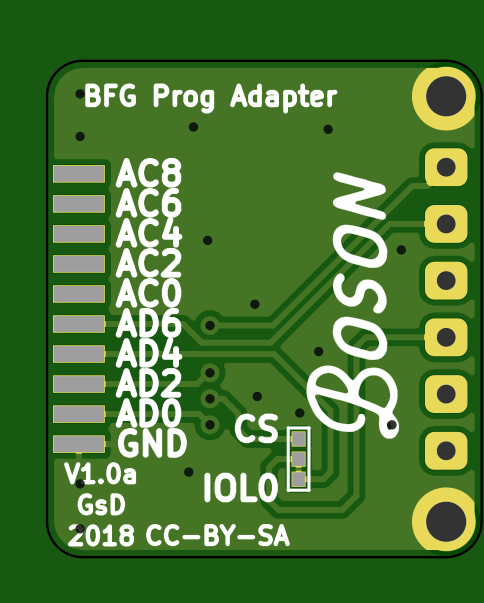 BFG Prog Adapter
AC8
AC6
AC4
AC2
AC0
AD6
AD4
AD2
AD0
GND
BOSON
CS
IOL0
V1.0a
GsD
2018 CC-BY-SA